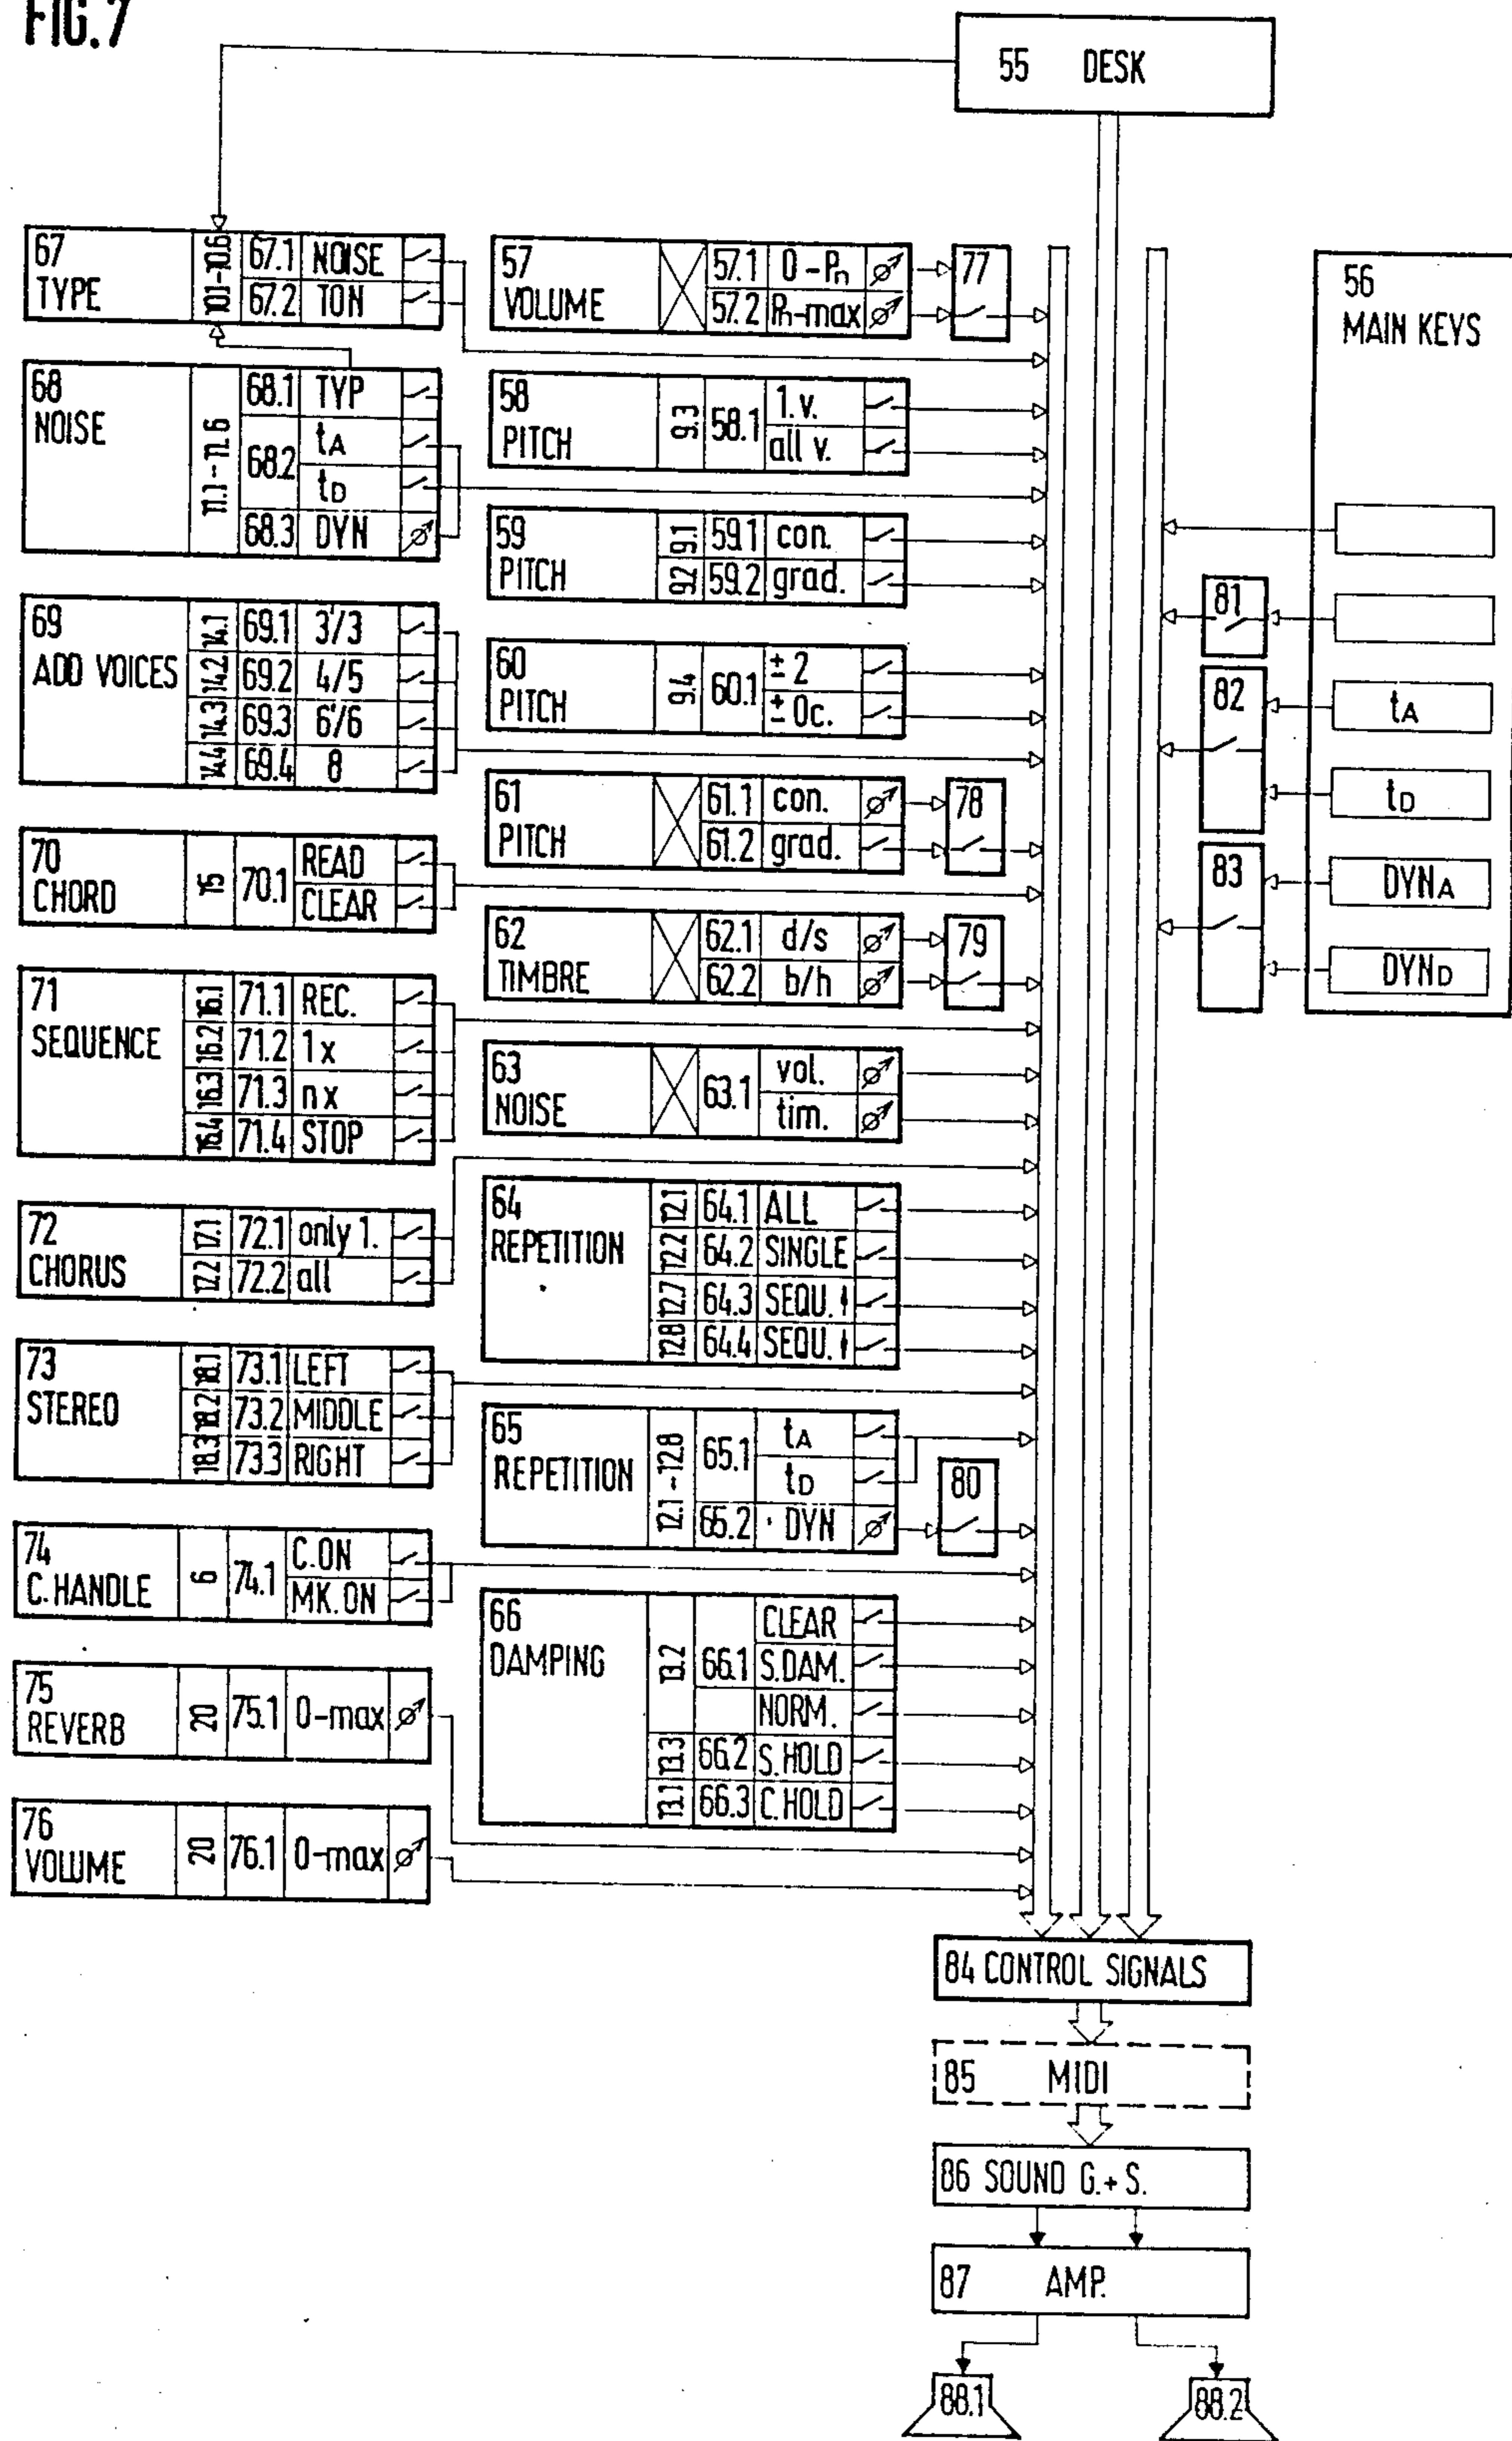 FIG.7
55 DESK
67
TYPE
10.1-10.6
67.1 NOISE
67.2 TON
68
NOISE
11.1-11.6
68.1 TYP
68.2
tA
tD
68.3 DYN
69
ADD VOICES
14.1 69.1 3'/3
14.2 69.2 4/5
14.3 69.3 6'/6
14.4 69.4 8
70
CHORD
15
70.1
READ
CLEAR
71
SEQUENCE
16.1 71.1 REC.
16.2 71.2 1x
16.3 71.3 nx
16.4 71.4 STOP
72
CHORUS
17.1 72.1 only 1.
17.2 72.2 all
73
STEREO
18.1 73.1 LEFT
18.2 73.2 MIDDLE
18.3 73.3 RIGHT
74
C.HANDLE
6
74.1
C.ON
MK.ON
75
REVERB
20 75.1 0-max
76
VOLUME
20 76.1 0-max
57
VOLUME
57.1 0-Pn
57.2 Pn-max
77
58
PITCH
9.3
58.1
1.v.
all v.
59
PITCH
9.1 59.1 con.
9.2 59.2 grad.
60
PITCH
9.4
60.1
±2
±0c.
61
PITCH
61.1 con.
61.2 grad.
78
62
TIMBRE
62.1 d/s
62.2 b/h
79
63
NOISE
63.1
vol.
tim.
64
REPETITION
12.1 64.1 ALL
12.2 64.2 SINGLE
12.7 64.3 SEQU.
12.8 64.4 SEQU.
65
REPETITION
12.1-12.8
65.1
tA
tD
65.2 DYN
80
66
DAMPING
13.2
66.1
CLEAR
S.DAM.
NORM.
13.3 66.2 S.HOLD
13.1 66.3 C.HOLD
56
MAIN KEYS
81
82
tA
tD
83
DYNA
DYND
84 CONTROL SIGNALS
85 MIDI
86 SOUND G.+S.
87 AMP.
88.1
88.2